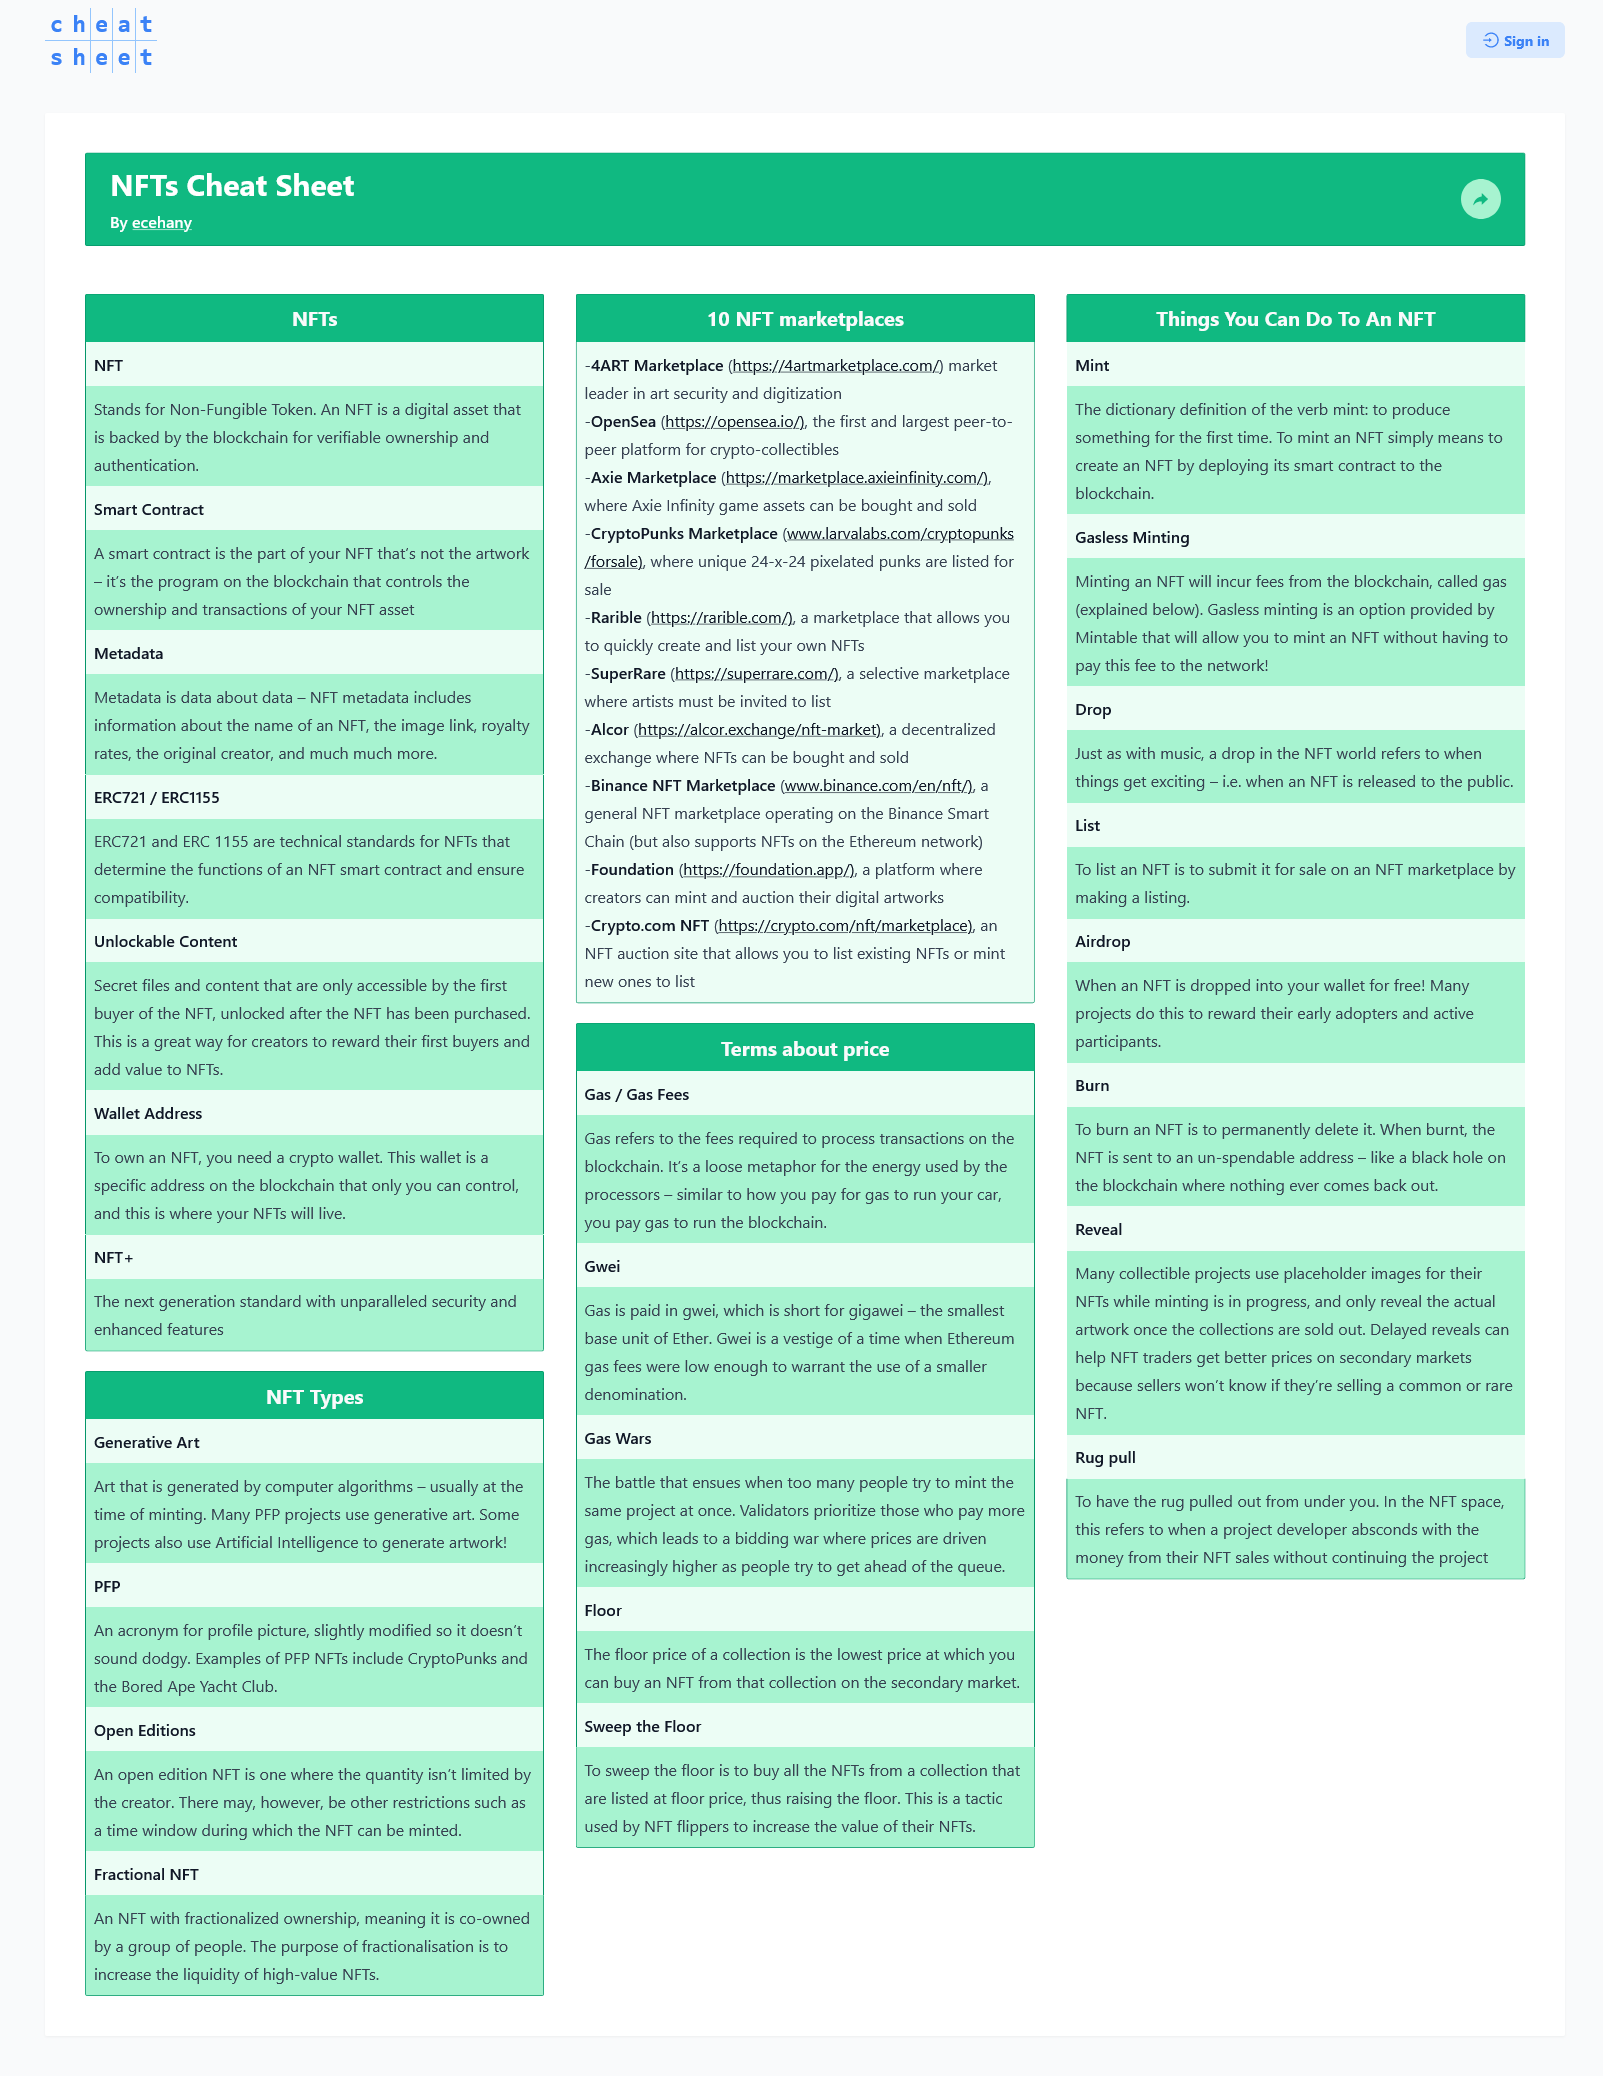 cheat
sheet
Sign in
NFTs Cheat Sheet
By ecehany
NFTs
NFT
Stands for Non-Fungible Token. An NFT is a digital asset that
is backed by the blockchain for verifiable ownership and
authentication.
Smart Contract
A smart contract is the part of your NFT that’s not the artwork
– it’s the program on the blockchain that controls the
ownership and transactions of your NFT asset
Metadata
Metadata is data about data – NFT metadata includes
information about the name of an NFT, the image link, royalty
rates, the original creator, and much much more.
ERC721 / ERC1155
ERC721 and ERC 1155 are technical standards for NFTs that
determine the functions of an NFT smart contract and ensure
compatibility.
Unlockable Content
Secret files and content that are only accessible by the first
buyer of the NFT, unlocked after the NFT has been purchased.
This is a great way for creators to reward their first buyers and
add value to NFTs.
Wallet Address
To own an NFT, you need a crypto wallet. This wallet is a
specific address on the blockchain that only you can control,
and this is where your NFTs will live.
NFT+
The next generation standard with unparalleled security and
enhanced features
NFT Types
Generative Art
Art that is generated by computer algorithms – usually at the
time of minting. Many PFP projects use generative art. Some
projects also use Artificial Intelligence to generate artwork!
PFP
An acronym for profile picture, slightly modified so it doesn’t
sound dodgy. Examples of PFP NFTs include CryptoPunks and
the Bored Ape Yacht Club.
Open Editions
An open edition NFT is one where the quantity isn’t limited by
the creator. There may, however, be other restrictions such as
a time window during which the NFT can be minted.
Fractional NFT
An NFT with fractionalized ownership, meaning it is co-owned
by a group of people. The purpose of fractionalisation is to
increase the liquidity of high-value NFTs.
10 NFT marketplaces
-4ART Marketplace (https://4artmarketplace.com/) market
leader in art security and digitization
-OpenSea (https://opensea.io/), the first and largest peer-to-
peer platform for crypto-collectibles
-Axie Marketplace (https://marketplace.axieinfinity.com/),
where Axie Infinity game assets can be bought and sold
-CryptoPunks Marketplace (www.larvalabs.com/cryptopunks
/forsale), where unique 24-x-24 pixelated punks are listed for
sale
-Rarible (https://rarible.com/), a marketplace that allows you
to quickly create and list your own NFTs
-SuperRare (https://superrare.com/), a selective marketplace
where artists must be invited to list
-Alcor (https://alcor.exchange/nft-market), a decentralized
exchange where NFTs can be bought and sold
-Binance NFT Marketplace (www.binance.com/en/nft/), a
general NFT marketplace operating on the Binance Smart
Chain (but also supports NFTs on the Ethereum network)
-Foundation (https://foundation.app/), a platform where
creators can mint and auction their digital artworks
-Crypto.com NFT (https://crypto.com/nft/marketplace), an
NFT auction site that allows you to list existing NFTs or mint
new ones to list
Terms about price
Gas / Gas Fees
Gas refers to the fees required to process transactions on the
blockchain. It’s a loose metaphor for the energy used by the
processors – similar to how you pay for gas to run your car,
you pay gas to run the blockchain.
Gwei
Gas is paid in gwei, which is short for gigawei – the smallest
base unit of Ether. Gwei is a vestige of a time when Ethereum
gas fees were low enough to warrant the use of a smaller
denomination.
Gas Wars
The battle that ensues when too many people try to mint the
same project at once. Validators prioritize those who pay more
gas, which leads to a bidding war where prices are driven
increasingly higher as people try to get ahead of the queue.
Floor
The floor price of a collection is the lowest price at which you
can buy an NFT from that collection on the secondary market.
Sweep the Floor
To sweep the floor is to buy all the NFTs from a collection that
are listed at floor price, thus raising the floor. This is a tactic
used by NFT flippers to increase the value of their NFTs.
Things You Can Do To An NFT
Mint
The dictionary definition of the verb mint: to produce
something for the first time. To mint an NFT simply means to
create an NFT by deploying its smart contract to the
blockchain.
Gasless Minting
Minting an NFT will incur fees from the blockchain, called gas
(explained below). Gasless minting is an option provided by
Mintable that will allow you to mint an NFT without having to
pay this fee to the network!
Drop
Just as with music, a drop in the NFT world refers to when
things get exciting – i.e. when an NFT is released to the public.
List
To list an NFT is to submit it for sale on an NFT marketplace by
making a listing.
Airdrop
When an NFT is dropped into your wallet for free! Many
projects do this to reward their early adopters and active
participants.
Burn
To burn an NFT is to permanently delete it. When burnt, the
NFT is sent to an un-spendable address – like a black hole on
the blockchain where nothing ever comes back out.
Reveal
Many collectible projects use placeholder images for their
NFTs while minting is in progress, and only reveal the actual
artwork once the collections are sold out. Delayed reveals can
help NFT traders get better prices on secondary markets
because sellers won’t know if they’re selling a common or rare
NFT.
Rug pull
To have the rug pulled out from under you. In the NFT space,
this refers to when a project developer absconds with the
money from their NFT sales without continuing the project